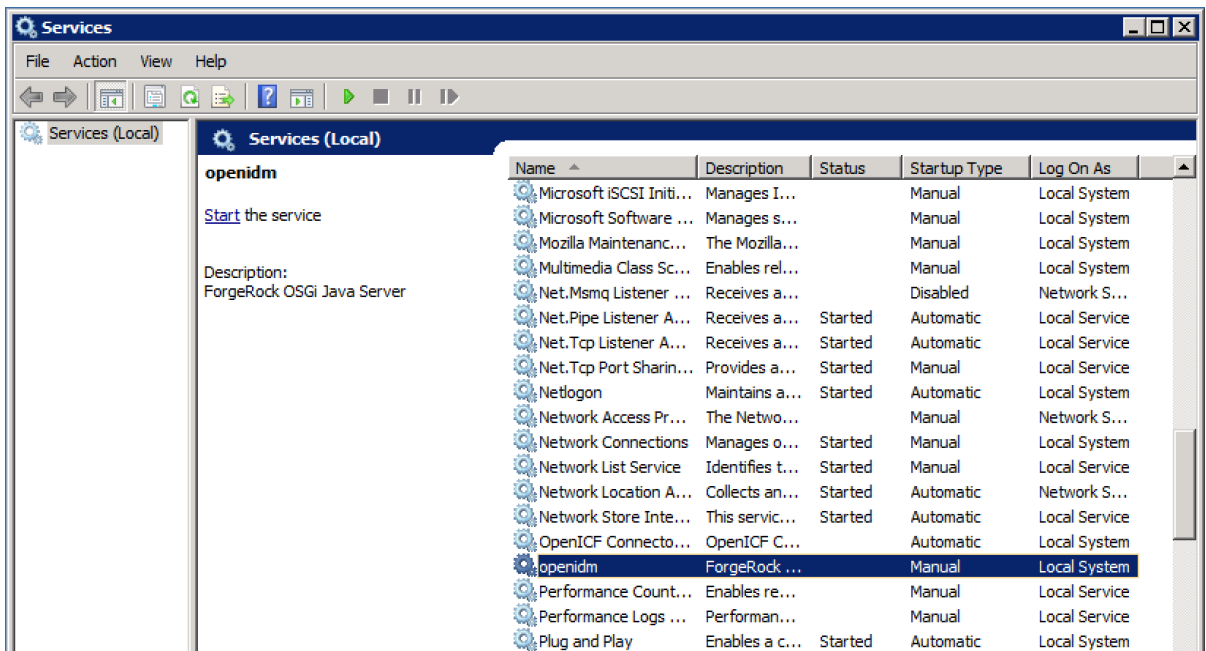 Services
File Action View Help
Services (Local)
Services (Local)
openidm
Start the service
Description:
ForgeRock OSGi Java Server
Name Description Status Startup Type Log On As
Microsoft iSCSI Initi... Manages I... Manual Local System
Microsoft Software ... Manages s... Manual Local System
Mozilla Maintenanc... The Mozilla... Manual Local System
Multimedia Class Sc... Enables rel... Manual Local System
Net.Msmq Listener ... Receives a... Disabled Network S...
Net.Pipe Listener A... Receives a... Started Automatic Local Service
Net.Tcp Listener A... Receives a... Started Automatic Local Service
Net.Tcp Port Sharin... Provides a... Started Manual Local Service
Netlogon Maintains a... Started Automatic Local System
Network Access Pr... The Netwo... Manual Network S...
Network Connections Manages o... Started Manual Local System
Network List Service Identifies t... Started Manual Local Service
Network Location A... Collects an... Started Automatic Network S...
Network Store Inte... This servic... Started Automatic Local Service
OpenICF Connecto... OpenICF C... Automatic Local System
openidm ForgeRock ... Manual Local System
Performance Count... Enables re... Manual Local Service
Performance Logs ... Performan... Manual Local Service
Plug and Play Enables a c... Started Automatic Local System